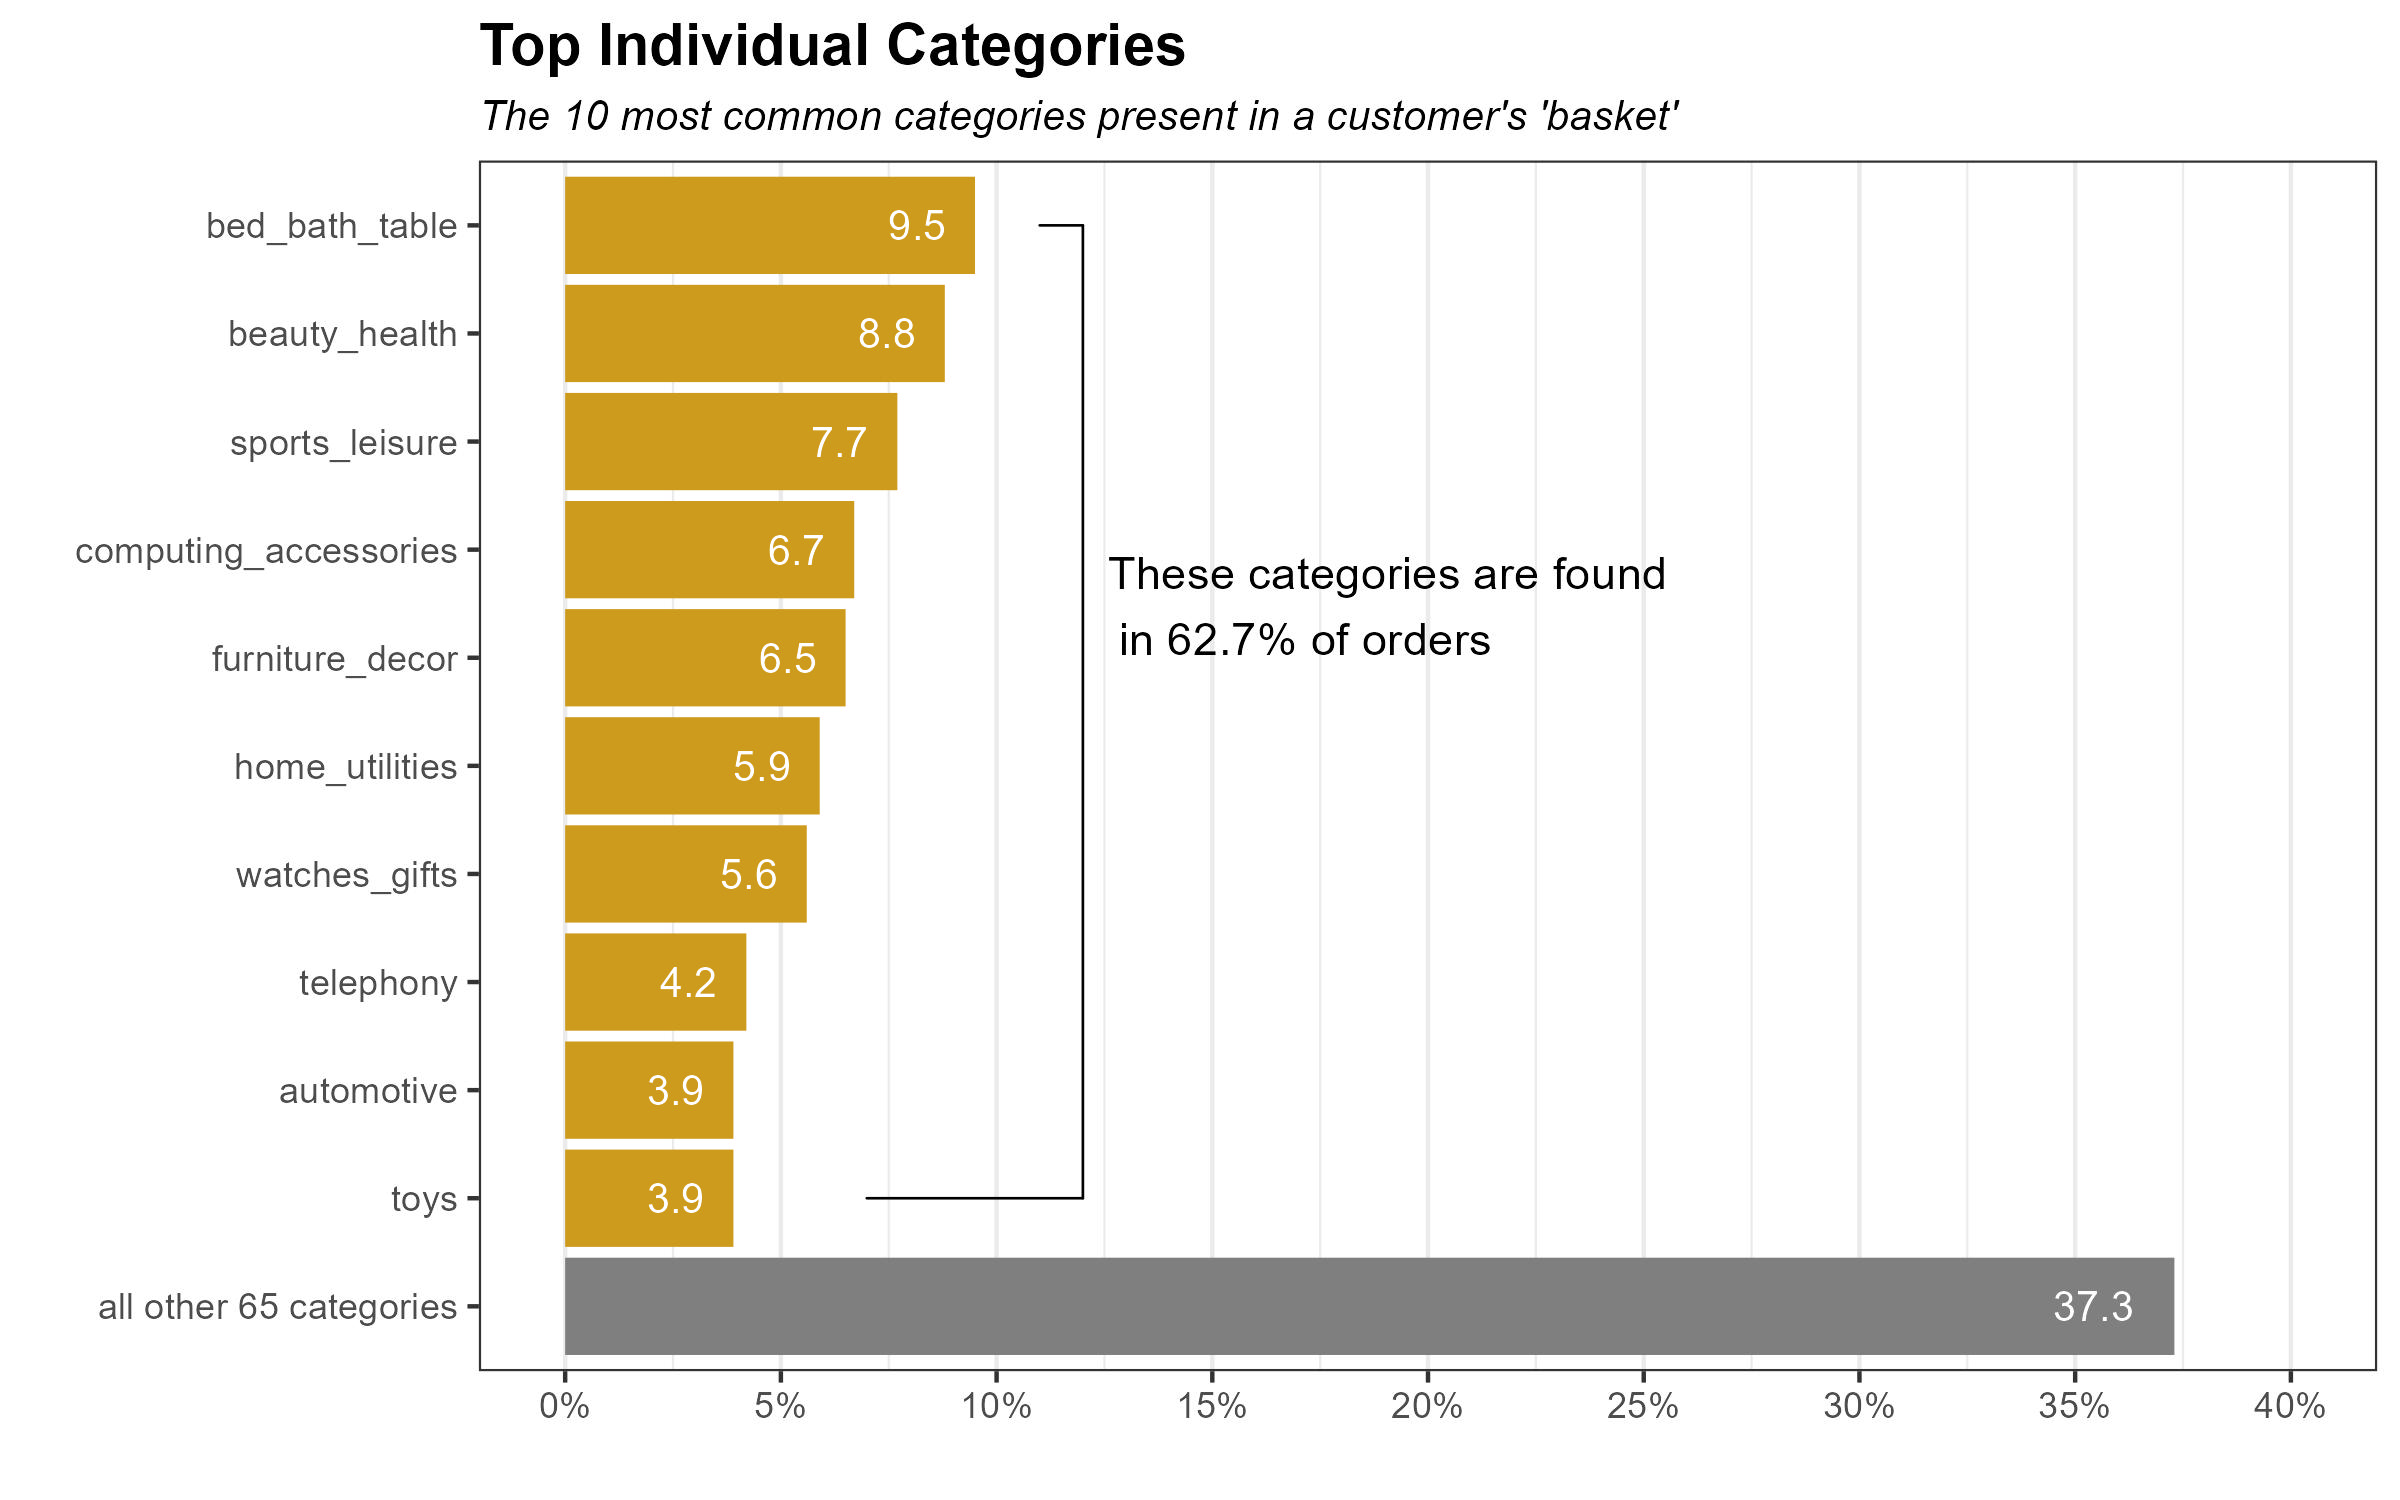 Top Individual Categories
The 10 most common categories present in a customer's 'basket'
bed_bath_table 9.5
beauty_health 8.8
sports_leisure 7.7
computing_accessories 6.7
These categories are found
in 62.7% of orders
furniture_decor 6.5
home_utilities 5.9
watches_gifts 5.6
telephony 4.2
automotive 3.9
toys 3.9
all other 65 categories 37.3
0% 5% 10% 15% 20% 25% 30% 35% 40%